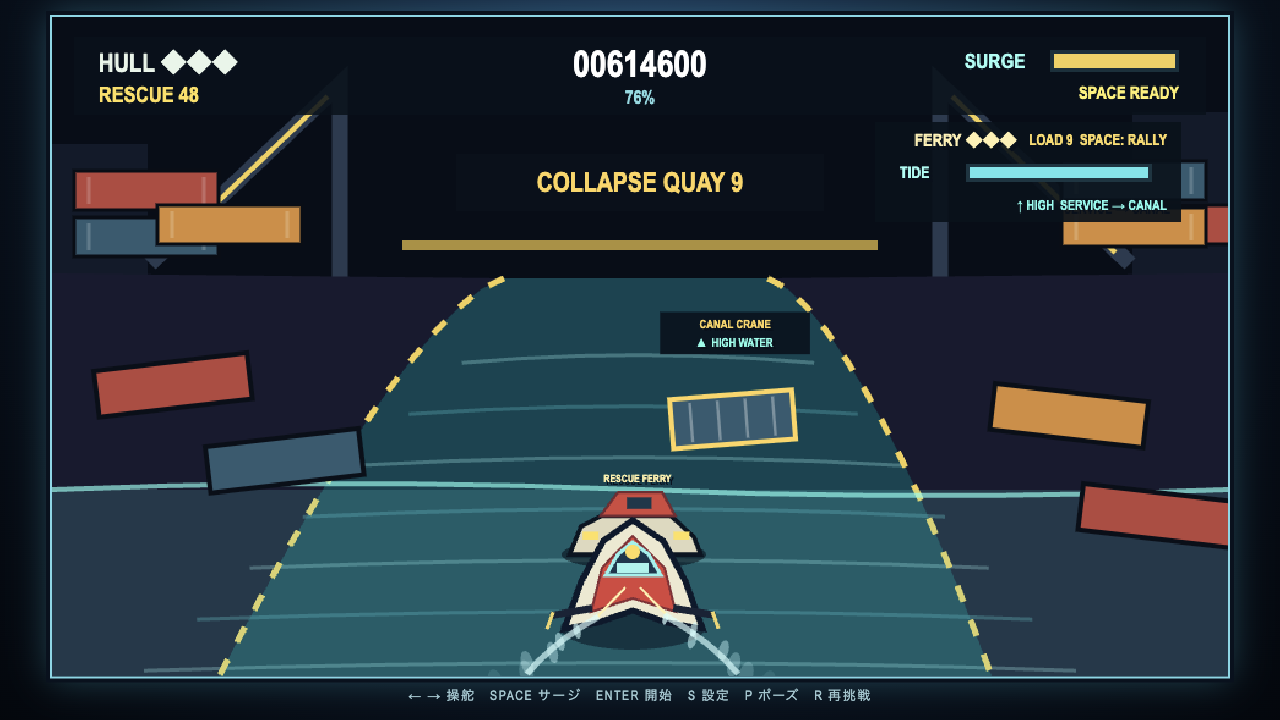 HULL
RESCUE 48
00614600
76%
SURGE
SPACE READY
FERRY LOAD 9 SPACE: RALLY
TIDE
↑ HIGH SERVICE → CANAL
COLLAPSE QUAY 9
CANAL CRANE
▲ HIGH WATER
RESCUE FERRY
← → 操舵 SPACE サージ ENTER 開始 S 設定 P ポーズ R 再挑戦